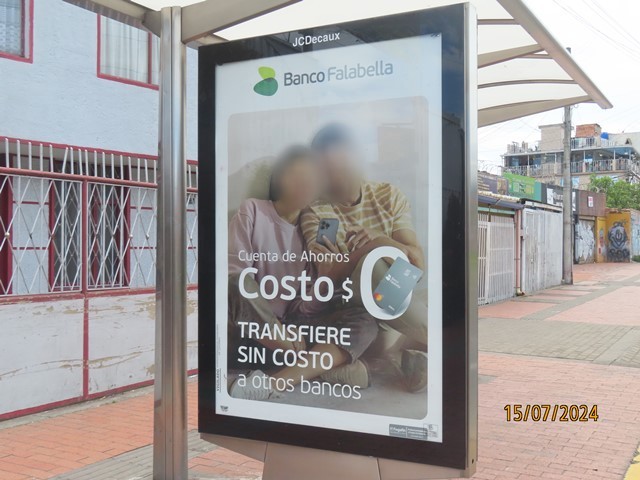 JCDecaux
Banco Falabella
Cuenta de Ahorros
Costo $0
TRANSFIERE
SIN COSTO
a otros bancos
15/07/2024